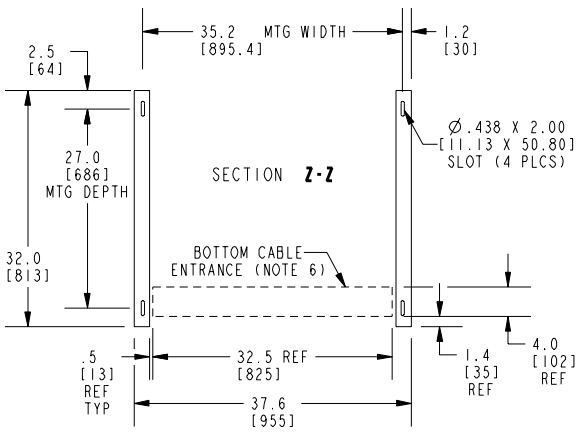 35.2 MTG WIDTH
[895.4]
1.2
[30]
2.5
[64]
Ø.438 X 2.00
[11.13 X 50.80]
SLOT (4 PLCS)
27.0
[686]
MTG DEPTH
SECTION Z-Z
32.0
[813]
BOTTOM CABLE
ENTRANCE (NOTE 6)
.5
[13]
REF
TYP
32.5 REF
[825]
1.4
[35]
REF
4.0
[102]
REF
37.6
[955]